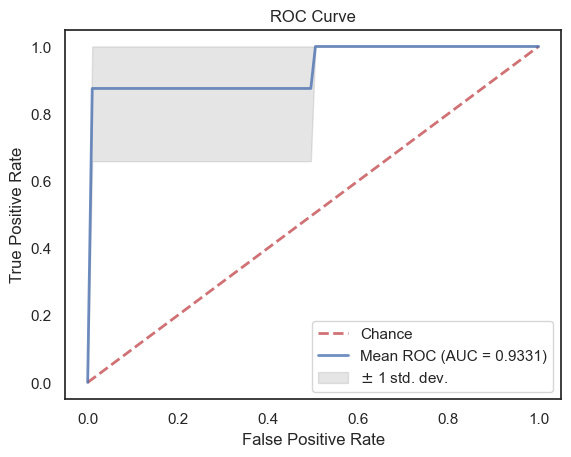 ROC Curve
True Positive Rate
1.0
0.8
0.6
0.4
0.2
0.0
Chance
Mean ROC (AUC = 0.9331)
± 1 std. dev.
0.0 0.2 0.4 0.6 0.8 1.0
False Positive Rate